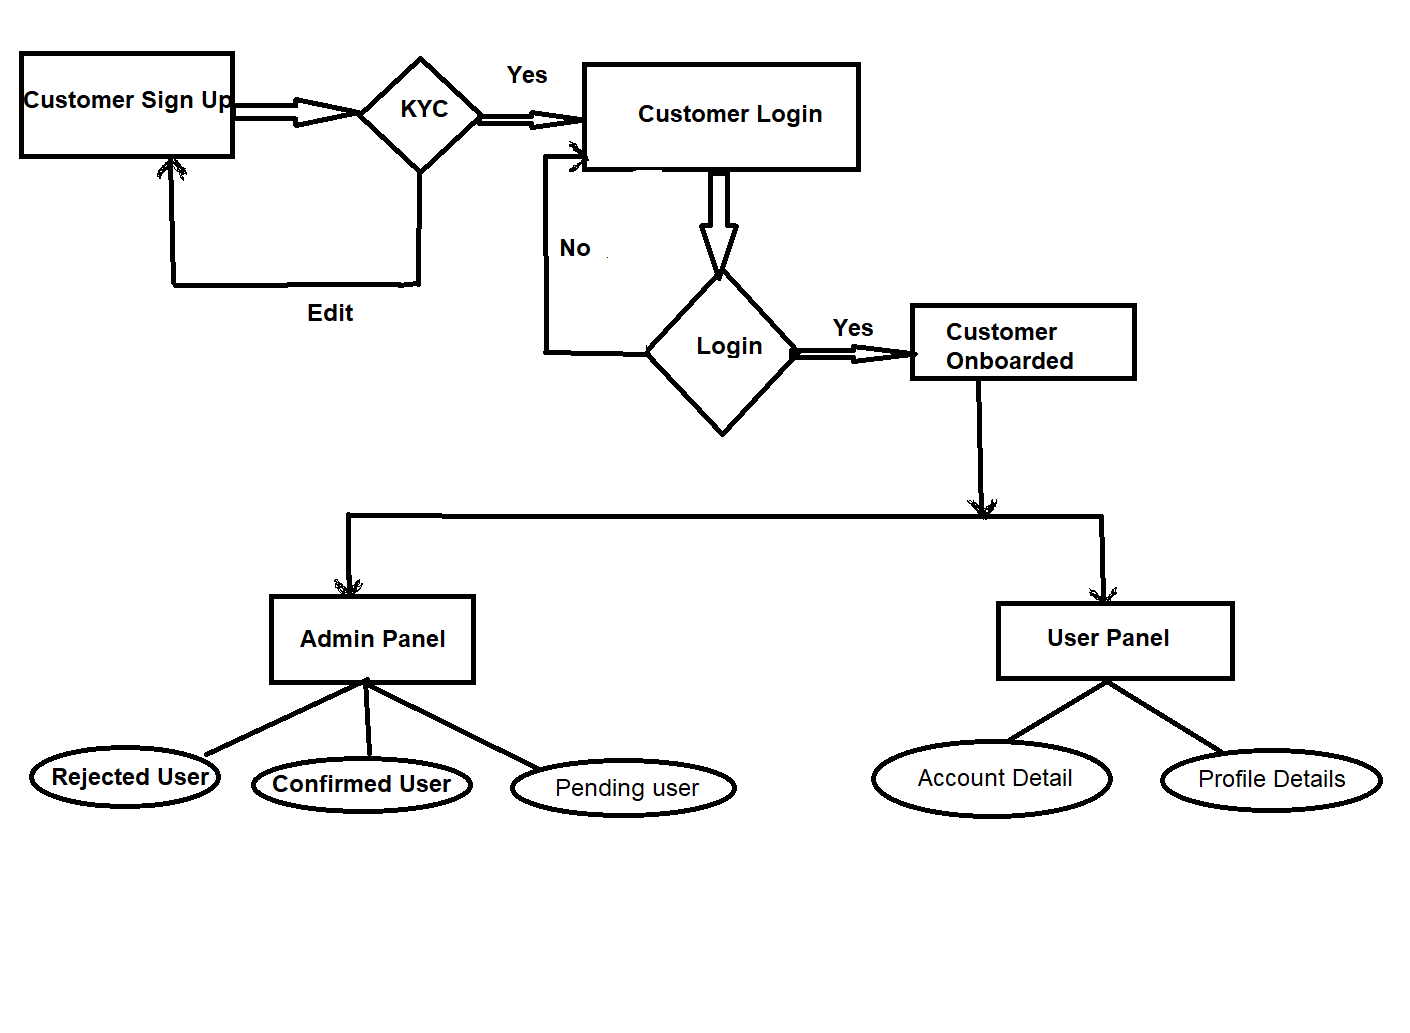 Yes
Customer Sign Up
KYC
Customer Login
No
Edit
Yes
Login
Customer
Onboarded
Admin Panel
User Panel
Rejected User
Confirmed User
Pending user
Account Detail
Profile Details